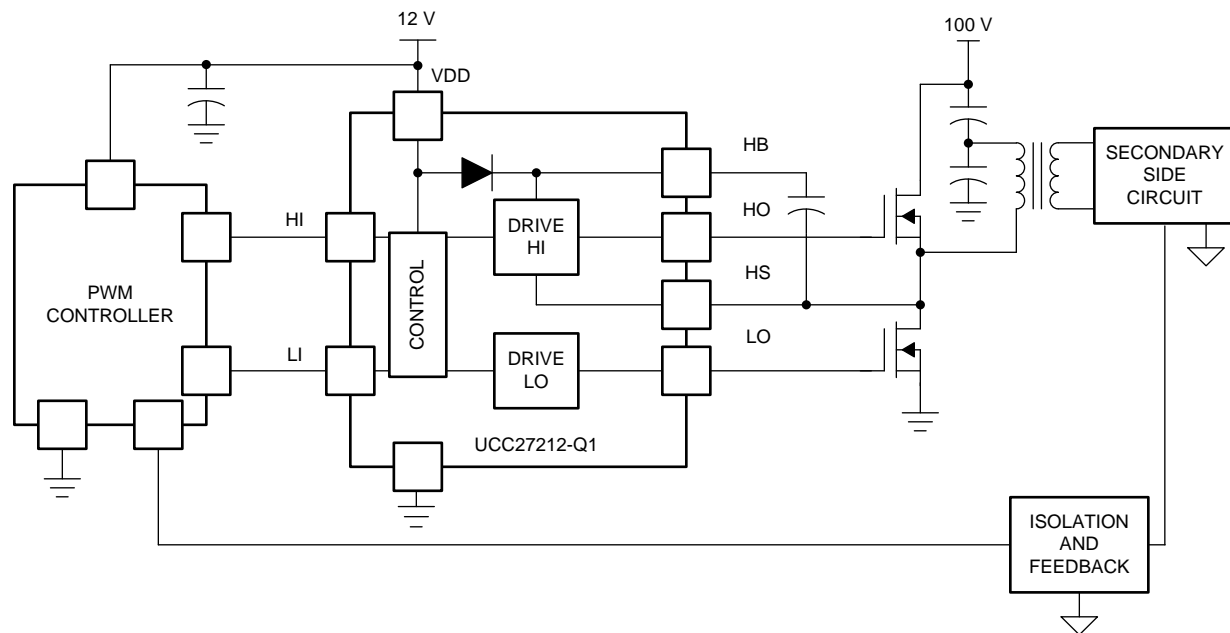 12 V
100 V
VDD
HB
SECONDARY
SIDE
CIRCUIT
HI
DRIVE
HI
HO
PWM
CONTROLLER
CONTROL
HS
LI
DRIVE
LO
LO
UCC27212-Q1
ISOLATION
AND
FEEDBACK